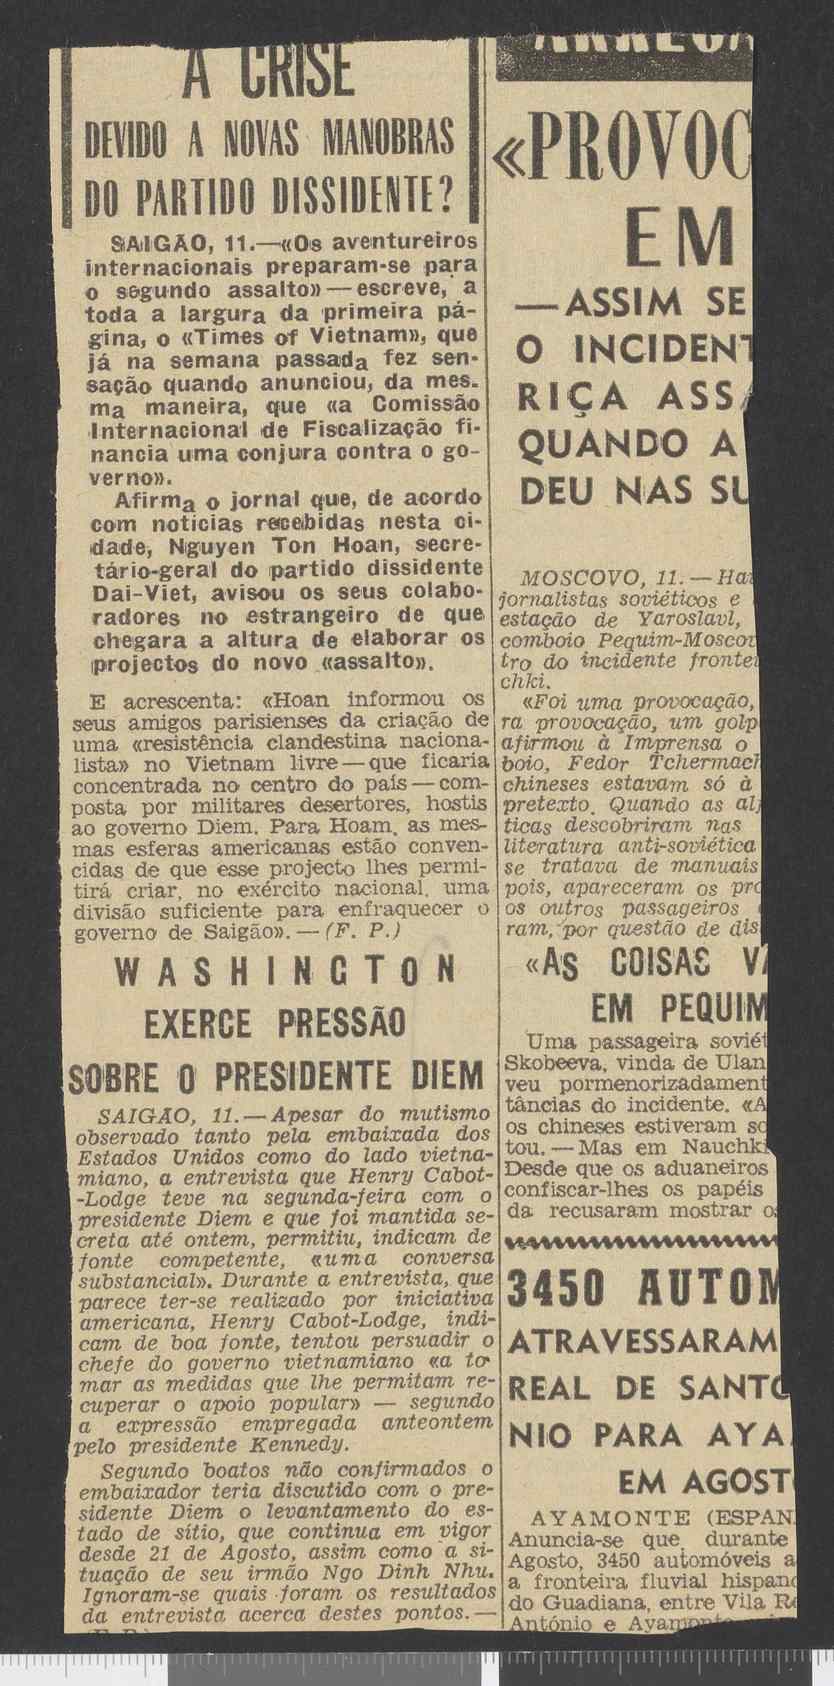 A CRISE
DEVIDO A NOVAS MANOBRAS
DO PARTIDO DISSIDENTE?
SAIGÃO, 11.—«Os aventureiros
internacionais preparam-se para
o segundo assalto» — escreve, a
toda a largura da primeira pá-
gina, o «Times of Vietnam», que
já na semana passada fez sen-
sação quando anunciou, da mes-
ma maneira, que «a Comissão
Internacional de Fiscalização fi-
nancia uma conjura contra o go-
verno».
Afirma o jornal que, de acordo
com notícias recebidas nesta ci-
dade, Nguyen Ton Hoan, secre-
tário-geral do partido dissidente
Dai-Viet, avisou os seus colabo-
radores no estrangeiro de que
chegara a altura de elaborar os
projectos do novo «assalto».
E acrescenta: «Hoan informou os
seus amigos parisienses da criação de
uma «resistência clandestina naciona-
lista» no Vietnam livre — que ficaria
concentrada no centro do país — com-
posta por militares desertores, hostis
ao governo Diem. Para Hoam, as mes-
mas esferas americanas estão conven-
cidas de que esse projecto lhes permi-
tirá criar, no exército nacional, uma
divisão suficiente para enfraquecer o
governo de Saigão». — (F. P.)
WASHINGTON
EXERCE PRESSÃO
SOBRE O PRESIDENTE DIEM
SAIGÃO, 11. — Apesar do mutismo
observado tanto pela embaixada dos
Estados Unidos como do lado vietna-
miano, a entrevista que Henry Cabot-
-Lodge teve na segunda-feira com o
presidente Diem e que foi mantida se-
creta até ontem, permitiu, indicam de
fonte competente, «uma conversa
substancial». Durante a entrevista, que
parece ter-se realizado por iniciativa
americana, Henry Cabot-Lodge, indi-
cam de boa fonte, tentou persuadir o
chefe do governo vietnamiano «a to-
mar as medidas que lhe permitam re-
cuperar o apoio popular» — segundo
a expressão empregada anteontem
pelo presidente Kennedy.
Segundo boatos não confirmados o
embaixador teria discutido com o pre-
sidente Diem o levantamento do es-
tado de sítio, que continua em vigor
desde 21 de Agosto, assim como a si-
tuação de seu irmão Ngo Dinh Nhu.
Ignoram-se quais foram os resultados
da entrevista acerca destes pontos.—
(F. P.)
«PROVOC
EM
—ASSIM SE
O INCIDENT
RIÇA ASS
QUANDO A
DEU NAS SU
MOSCOVO, 11. — Ha
jornalistas soviéticos e
estação de Yaroslavl,
comboio Pequim-Moscov
tro do incidente frontei
chki.
«Foi uma provocação,
ra provocação, um golp
afirmou à Imprensa o
boio, Fedor Tchermach
chineses estavam só à
pretexto. Quando as al
ticas descobriram nas
literatura anti-soviética
se tratava de manuais
pois, apareceram os pro
os outros passageiros
ram, por questão de dis
«AS COISAS VA
EM PEQUIM
Uma passageira soviét
Skobeeva, vinda de Ulan
veu pormenorizadament
tâncias do incidente. «A
os chineses estiveram so
tou. — Mas em Nauchki
Desde que os aduaneiros
confiscar-lhes os papéis
da recusaram mostrar o
3450 AUTOM
ATRAVESSARAM
REAL DE SANTO
NIO PARA AYA
EM AGOST
AYAMONTE (ESPAN
Anuncia-se que, durante
Agosto, 3450 automóveis a
a fronteira fluvial hispano
do Guadiana, entre Vila Re
António e Ayamonte